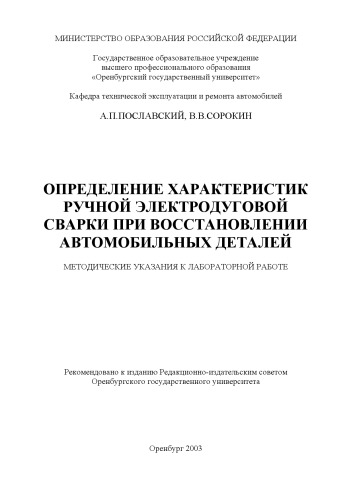 МИНИСТЕРСТВО ОБРАЗОВАНИЯ РОССИЙСКОЙ ФЕДЕРАЦИИ
Государственное образовательное учреждение
высшего профессионального образования
«Оренбургский государственный университет»
Кафедра технической эксплуатации и ремонта автомобилей
А.П.ПОСЛАВСКИЙ, В.В.СОРОКИН
ОПРЕДЕЛЕНИЕ ХАРАКТЕРИСТИК
РУЧНОЙ ЭЛЕКТРОДУГОВОЙ
СВАРКИ ПРИ ВОССТАНОВЛЕНИИ
АВТОМОБИЛЬНЫХ ДЕТАЛЕЙ
МЕТОДИЧЕСКИЕ УКАЗАНИЯ К ЛАБОРАТОРНОЙ РАБОТЕ
Рекомендовано к изданию Редакционно-издательским советом
Оренбургского государственного университета
Оренбург 2003